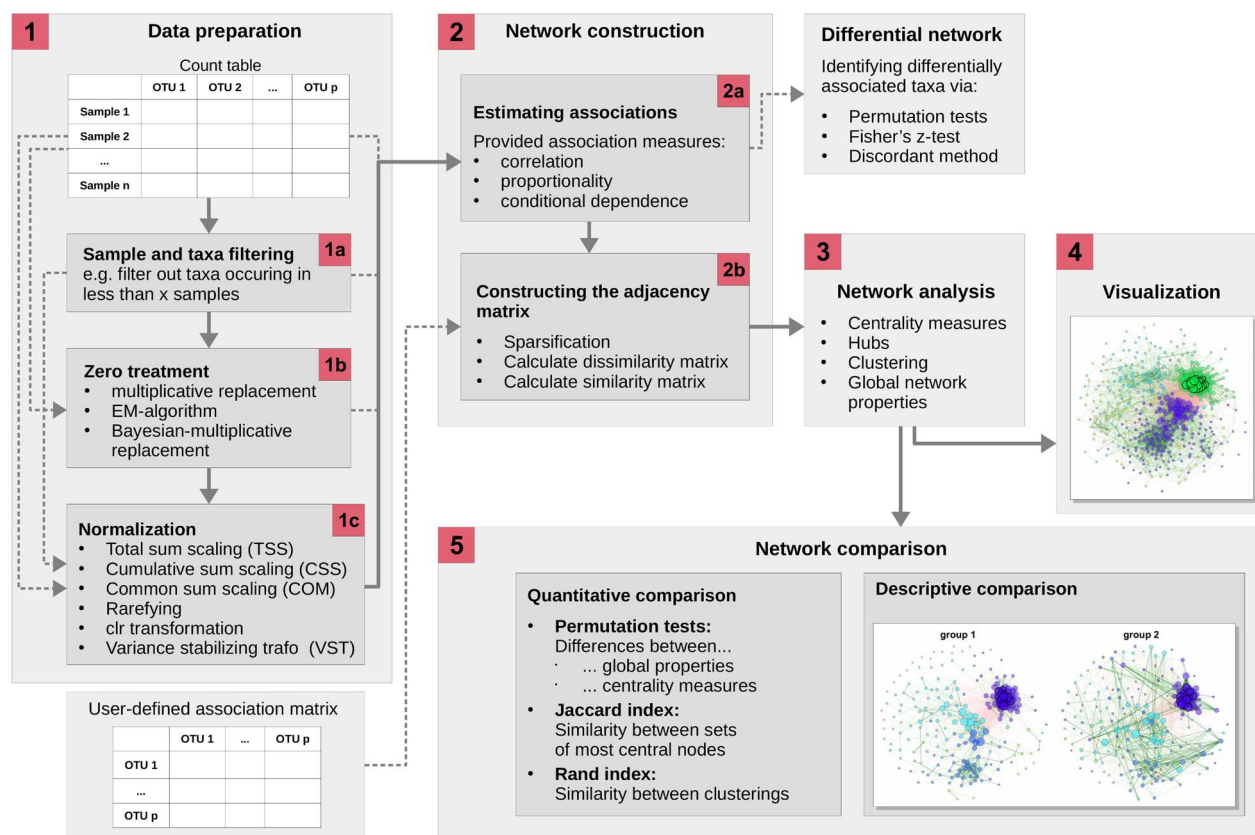 1
Data preparation
Count table
OTU 1 OTU 2 ... OTU p
Sample 1
Sample 2
...
Sample n
1a
Sample and taxa filtering
e.g. filter out taxa occuring in
less than x samples
1b
Zero treatment
• multiplicative replacement
• EM-algorithm
• Bayesian-multiplicative
replacement
1c
Normalization
• Total sum scaling (TSS)
• Cumulative sum scaling (CSS)
• Common sum scaling (COM)
• Rarefying
• clr transformation
• Variance stabilizing trafo (VST)
User-defined association matrix
OTU 1 ... OTU p
OTU 1
...
OTU p
2
Network construction
2a
Estimating associations
Provided association measures:
• correlation
• proportionality
• conditional dependence
2b
Constructing the adjacency
matrix
• Sparsification
• Calculate dissimilarity matrix
• Calculate similarity matrix
Differential network
Identifying differentially
associated taxa via:
• Permutation tests
• Fisher's z-test
• Discordant method
3
Network analysis
• Centrality measures
• Hubs
• Clustering
• Global network
properties
4
Visualization
5
Network comparison
Quantitative comparison
• Permutation tests:
Differences between...
· ... global properties
· ... centrality measures
• Jaccard index:
Similarity between sets
of most central nodes
• Rand index:
Similarity between clusterings
Descriptive comparison
group 1 group 2